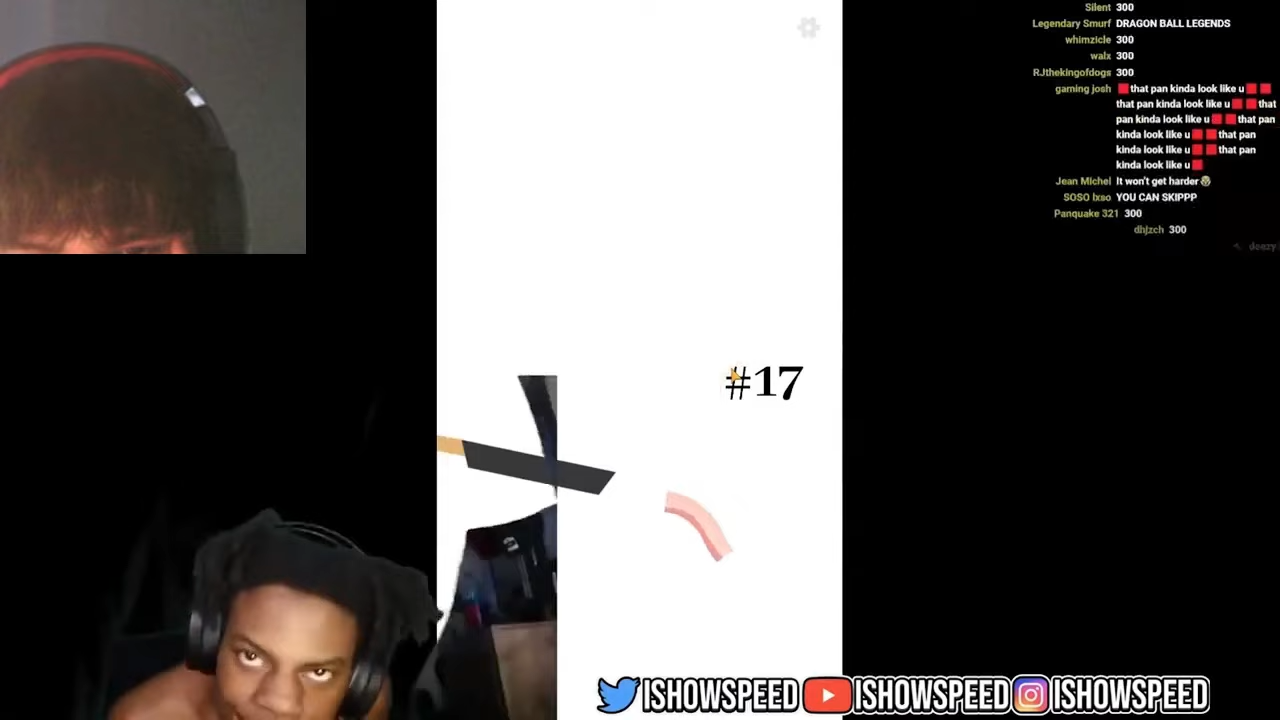 Silent 300
Legendary Smurf DRAGON BALL LEGENDS
whimzicle 300
walx 300
RJthekingofdogs 300
gaming josh that pan kinda look like u
that pan kinda look like u that
pan kinda look like u that pan
kinda look like u that pan
kinda look like u that pan
kinda look like u
Jean Michel It won't get harder
SOSO lxso YOU CAN SKIPPP
Panquake 321 300
dhjzch 300
deezy
#17
ISHOWSPEED ISHOWSPEED ISHOWSPEED